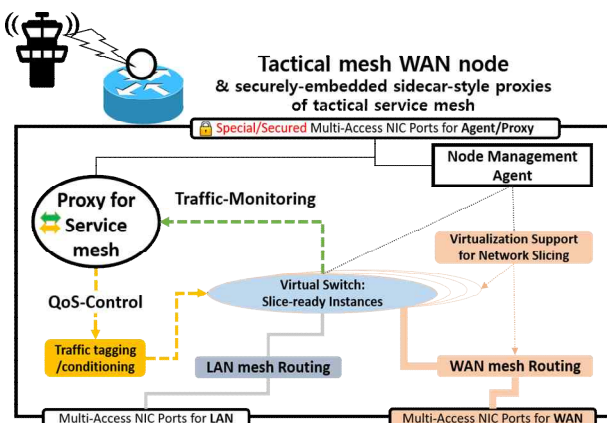 Tactical mesh WAN node
& securely-embedded sidecar-style proxies
of tactical service mesh
Special/Secured Multi-Access NIC Ports for Agent/Proxy
Node Management
Agent
Proxy for
Service
mesh
Traffic-Monitoring
Virtualization Support
for Network Slicing
QoS-Control
Virtual Switch:
Slice-ready Instances
Traffic tagging
/conditioning
LAN mesh Routing
WAN mesh Routing
Multi-Access NIC Ports for LAN
Multi-Access NIC Ports for WAN